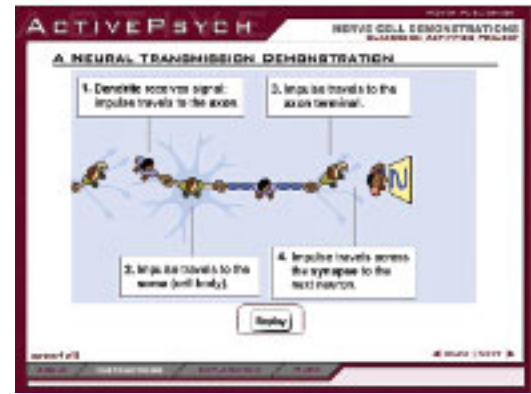 ACTIVEPSYCH
NERVE CELL DEMONSTRATIONS
A NEURAL TRANSMISSION DEMONSTRATION
1. Dendrite receives signal;
impulse travels to the axon.
3. Impulse travels to the
axon terminal.
2. Impulse travels to the
soma (cell body).
4. Impulse travels across
the synapse to the
next neuron.
Replay